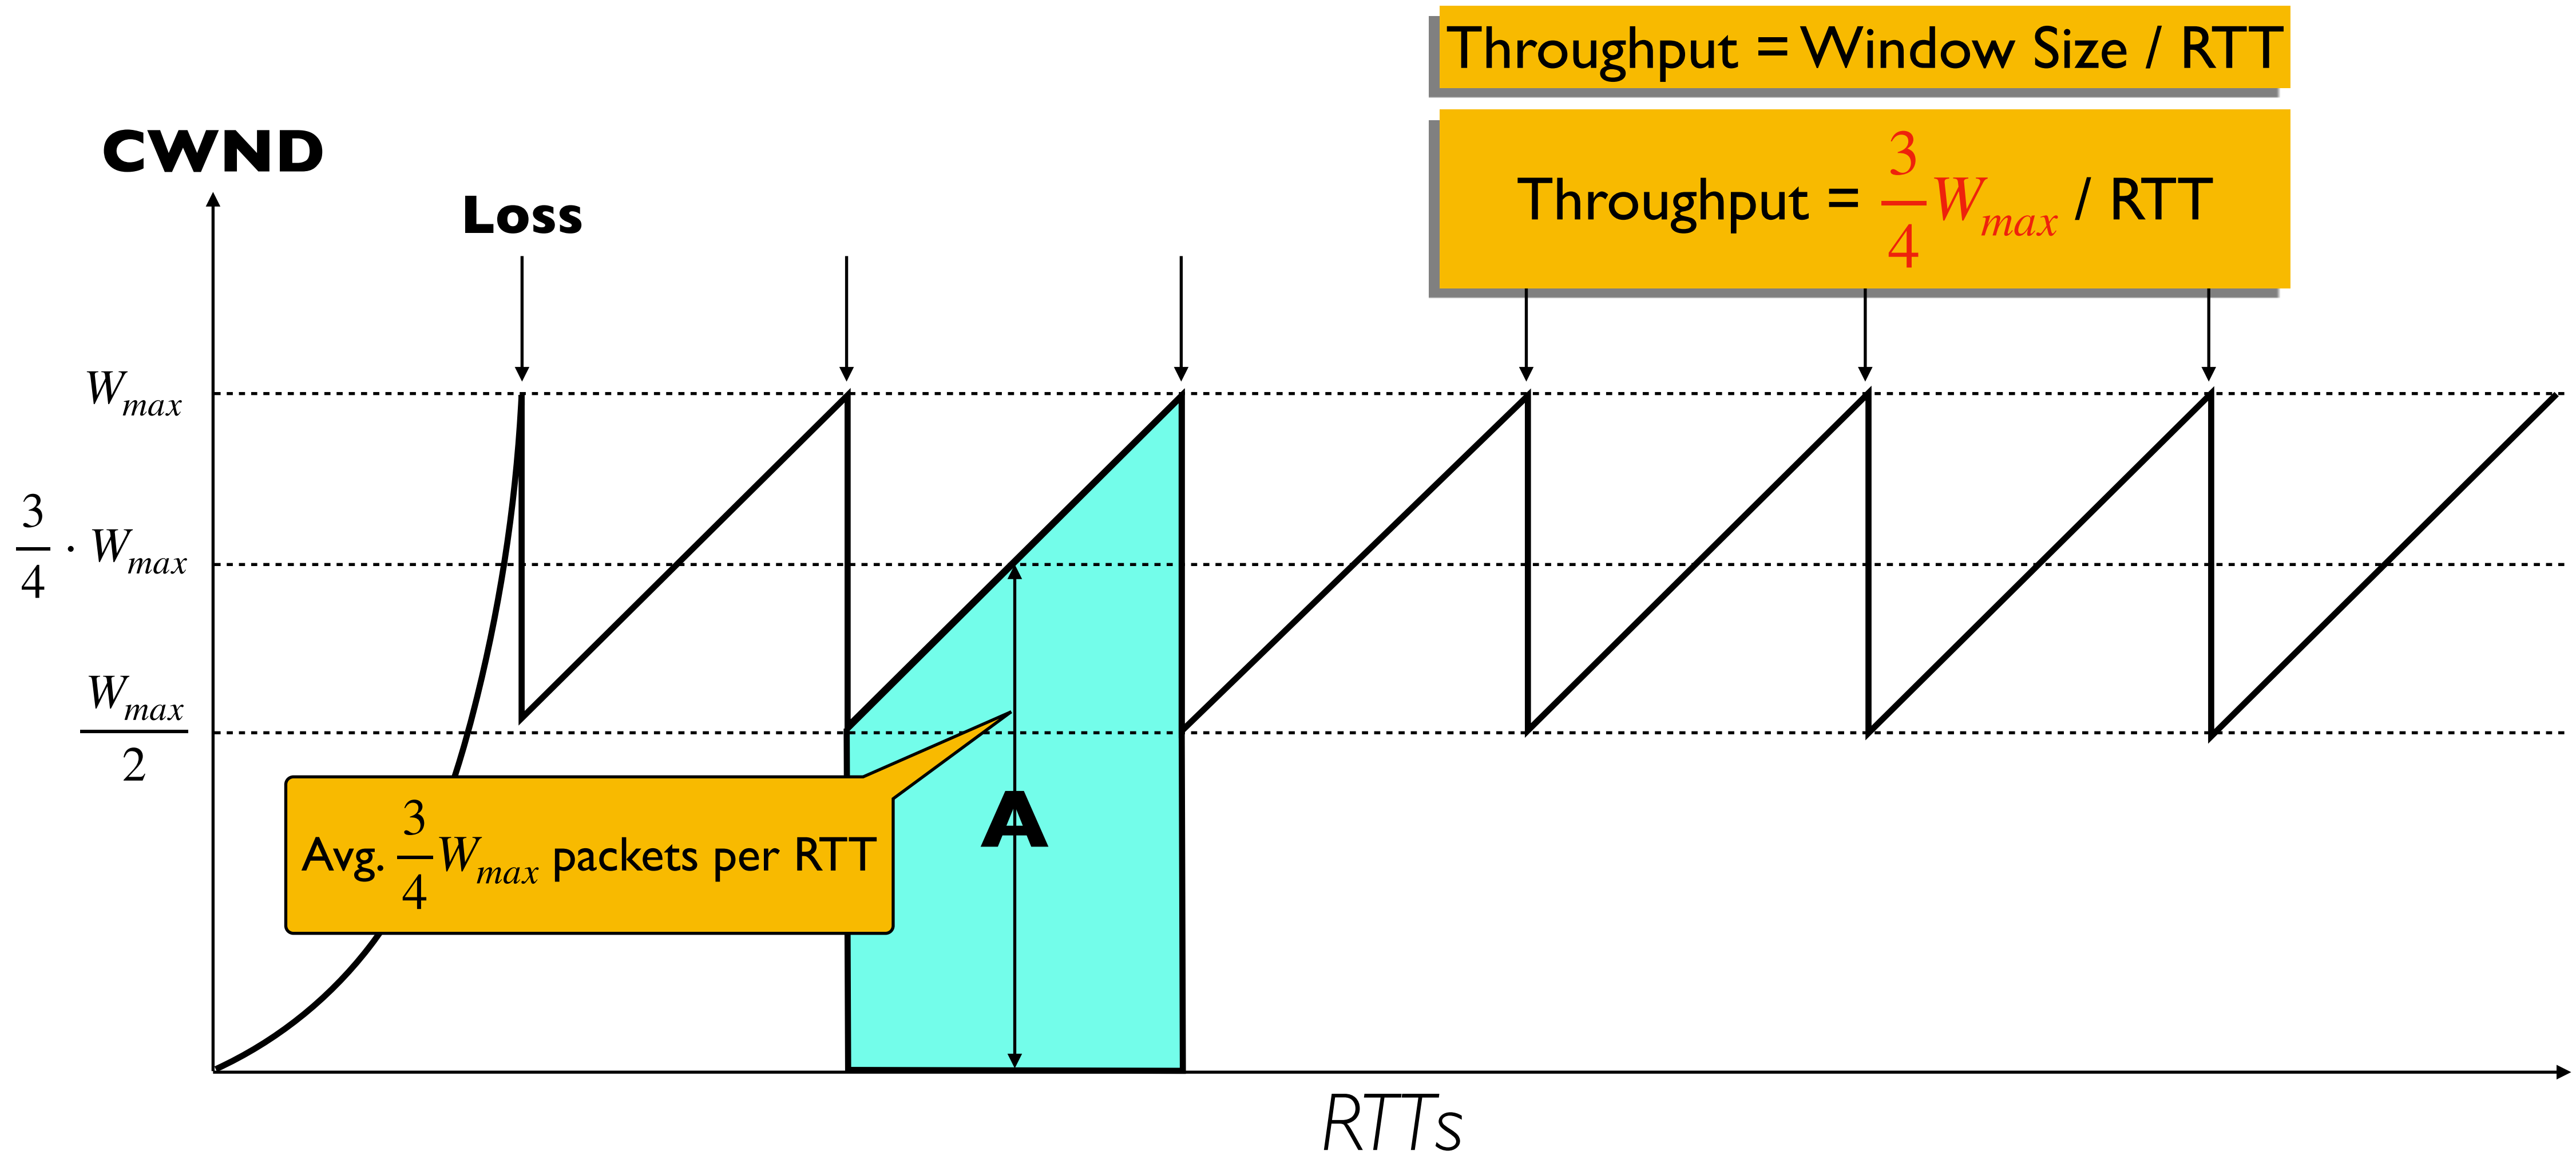 Throughput = Window Size / RTT
Throughput = 3/4 W_max / RTT
CWND
Loss
W_max
3/4 · W_max
W_max/2
Avg. 3/4 W_max packets per RTT
A
RTTs